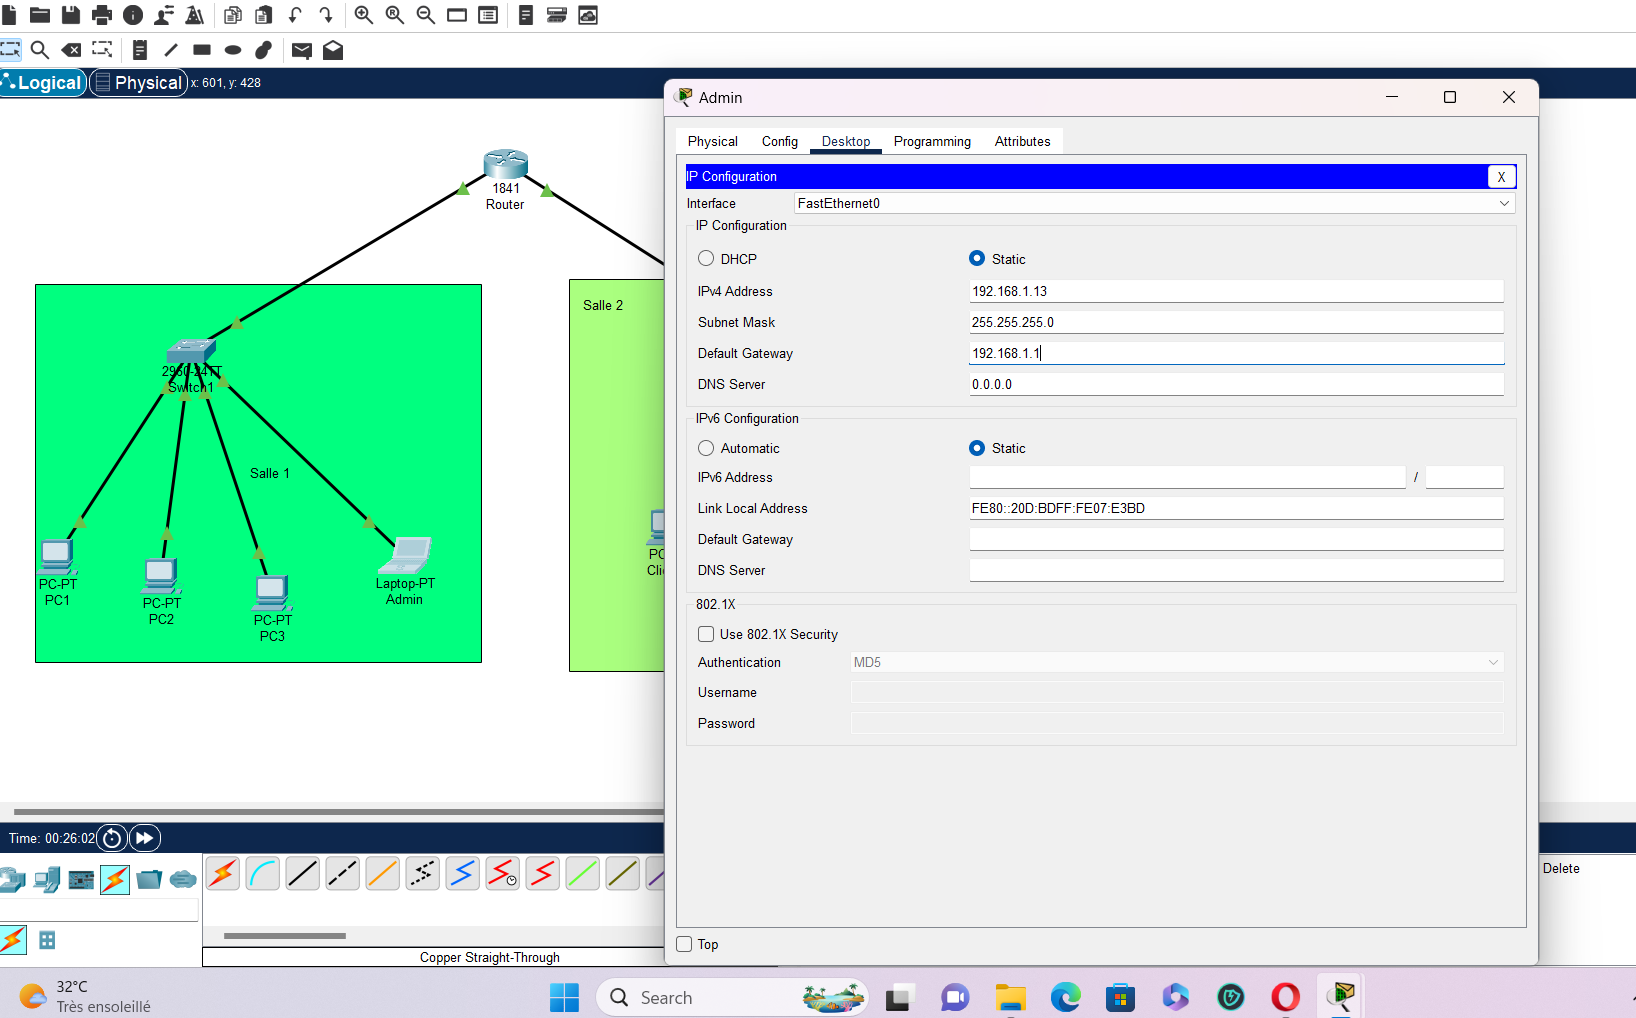 Logical
Physical
x: 601, y: 428
Admin
Physical
Config
Desktop
Programming
Attributes
IP Configuration
X
Interface
FastEthernet0
IP Configuration
DHCP
Static
IPv4 Address
192.168.1.13
Subnet Mask
255.255.255.0
Default Gateway
192.168.1.1
DNS Server
0.0.0.0
IPv6 Configuration
Automatic
Static
IPv6 Address
/
Link Local Address
FE80::20D:BDFF:FE07:E3BD
Default Gateway
DNS Server
802.1X
Use 802.1X Security
Authentication
MD5
Username
Password
Top
1841
Router
2960-24TT
Switch1
Salle 1
PC-PT
PC1
PC-PT
PC2
PC-PT
PC3
Laptop-PT
Admin
Salle 2
PC
Cli
Time: 00:26:02
Copper Straight-Through
Delete
32°C
Très ensoleillé
Search